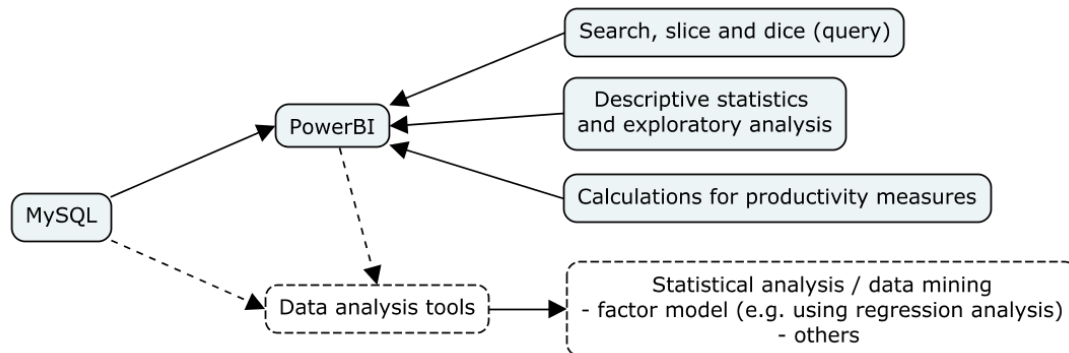 Search, slice and dice (query)
Descriptive statistics
and exploratory analysis
PowerBI
Calculations for productivity measures
MySQL
Data analysis tools
Statistical analysis / data mining
- factor model (e.g. using regression analysis)
- others